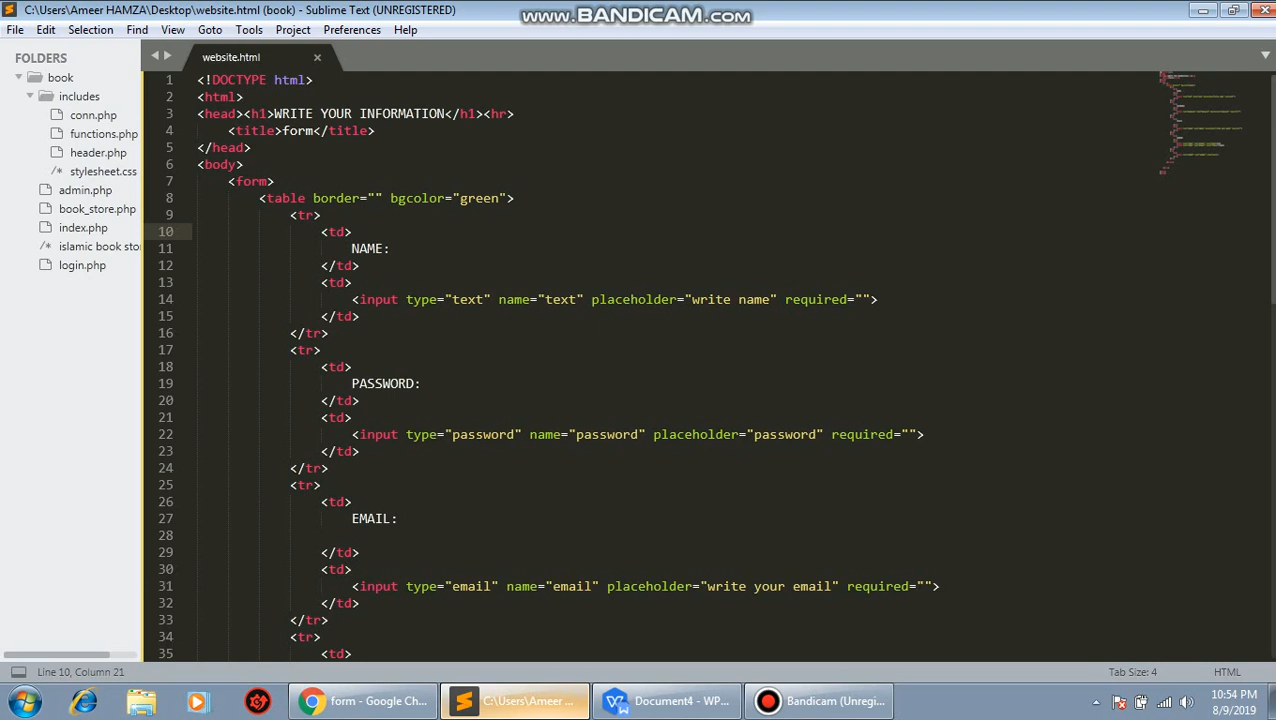 C:\Users\Ameer HAMZA\Desktop\website.html (book) - Sublime Text (UNREGISTERED)
www.BANDICAM.com
File Edit Selection Find View Goto Tools Project Preferences Help
FOLDERS
book
includes
conn.php
functions.php
header.php
/* stylesheet.css
admin.php
book_store.php
index.php
/* islamic book stor
login.php
website.html
1 <!DOCTYPE html>
2 <html>
3 <head><h1>WRITE YOUR INFORMATION</h1><hr>
4 <title>form</title>
5 </head>
6 <body>
7 <form>
8 <table border="" bgcolor="green">
9 <tr>
10 <td>
11 NAME:
12 </td>
13 <td>
14 <input type="text" name="text" placeholder="write name" required="">
15 </td>
16 </tr>
17 <tr>
18 <td>
19 PASSWORD:
20 </td>
21 <td>
22 <input type="password" name="password" placeholder="password" required="">
23 </td>
24 </tr>
25 <tr>
26 <td>
27 EMAIL:
28
29 </td>
30 <td>
31 <input type="email" name="email" placeholder="write your email" required="">
32 </td>
33 </tr>
34 <tr>
35 <td>
Line 10, Column 21
Tab Size: 4
HTML
form - Google Ch...
C:\Users\Ameer ...
Document4 - WP...
Bandicam (Unregi...
10:54 PM
8/9/2019